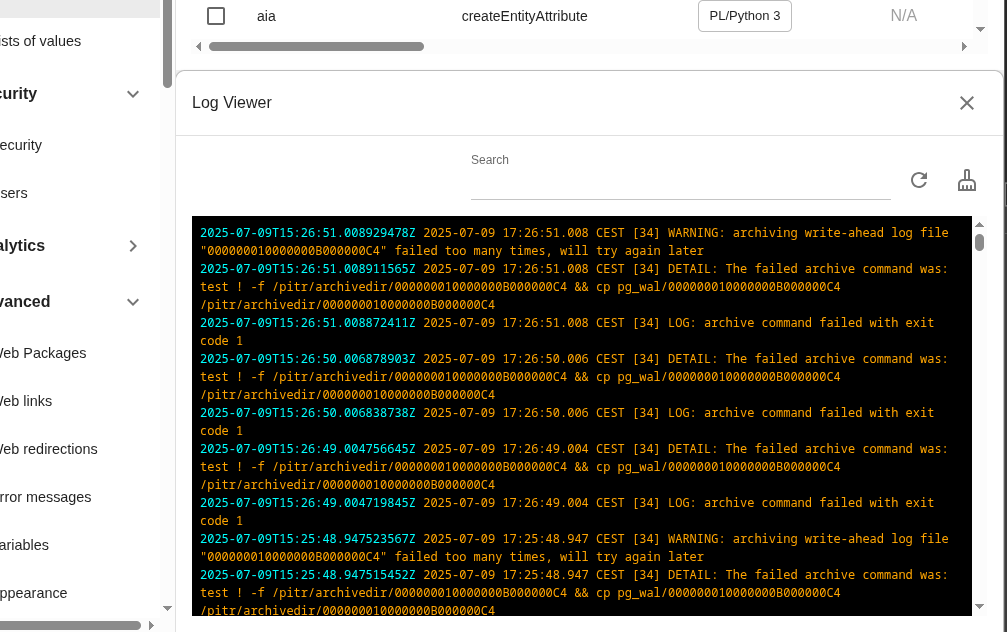 aia createEntityAttribute PL/Python 3 N/A
ists of values
curity
ecurity
sers
alytics
vanced
Web Packages
Web links
Web redirections
rror messages
ariables
ppearance
Log Viewer
Search
2025-07-09T15:26:51.008929478Z 2025-07-09 17:26:51.008 CEST [34] WARNING: archiving write-ahead log file
"000000010000000B000000C4" failed too many times, will try again later
2025-07-09T15:26:51.008911565Z 2025-07-09 17:26:51.008 CEST [34] DETAIL: The failed archive command was:
test ! -f /pitr/archivedir/000000010000000B000000C4 && cp pg_wal/000000010000000B000000C4
/pitr/archivedir/000000010000000B000000C4
2025-07-09T15:26:51.008872411Z 2025-07-09 17:26:51.008 CEST [34] LOG: archive command failed with exit
code 1
2025-07-09T15:26:50.006878903Z 2025-07-09 17:26:50.006 CEST [34] DETAIL: The failed archive command was:
test ! -f /pitr/archivedir/000000010000000B000000C4 && cp pg_wal/000000010000000B000000C4
/pitr/archivedir/000000010000000B000000C4
2025-07-09T15:26:50.006838738Z 2025-07-09 17:26:50.006 CEST [34] LOG: archive command failed with exit
code 1
2025-07-09T15:26:49.004756645Z 2025-07-09 17:26:49.004 CEST [34] DETAIL: The failed archive command was:
test ! -f /pitr/archivedir/000000010000000B000000C4 && cp pg_wal/000000010000000B000000C4
/pitr/archivedir/000000010000000B000000C4
2025-07-09T15:26:49.004719845Z 2025-07-09 17:26:49.004 CEST [34] LOG: archive command failed with exit
code 1
2025-07-09T15:25:48.947523567Z 2025-07-09 17:25:48.947 CEST [34] WARNING: archiving write-ahead log file
"000000010000000B000000C4" failed too many times, will try again later
2025-07-09T15:25:48.947515452Z 2025-07-09 17:25:48.947 CEST [34] DETAIL: The failed archive command was:
test ! -f /pitr/archivedir/000000010000000B000000C4 && cp pg_wal/000000010000000B000000C4
/pitr/archivedir/000000010000000B000000C4